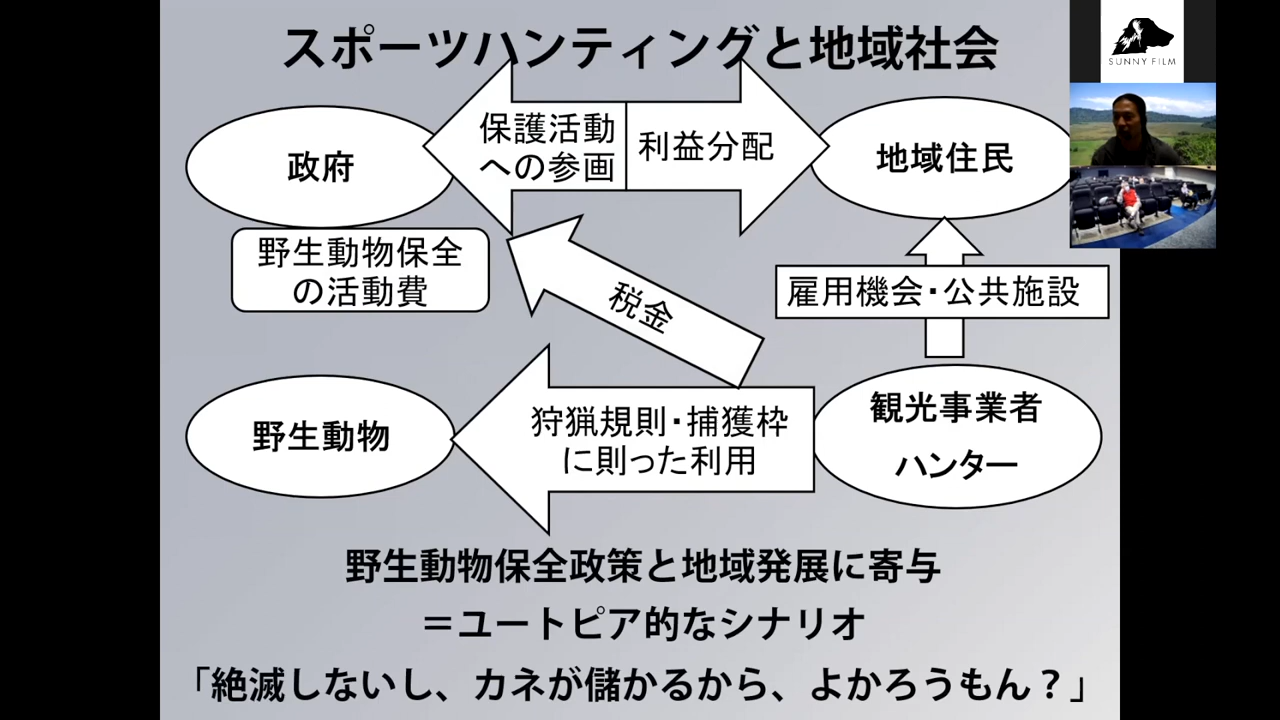 スポーツハンティングと地域社会
SUNNY FILM
政府
保護活動
への参画
利益分配
地域住民
野生動物保全
の活動費
税金
雇用機会・公共施設
野生動物
狩猟規則・捕獲枠
に則った利用
観光事業者
ハンター
野生動物保全政策と地域発展に寄与
＝ユートピア的なシナリオ
「絶滅しないし、カネが儲かるから、よかろうもん？」